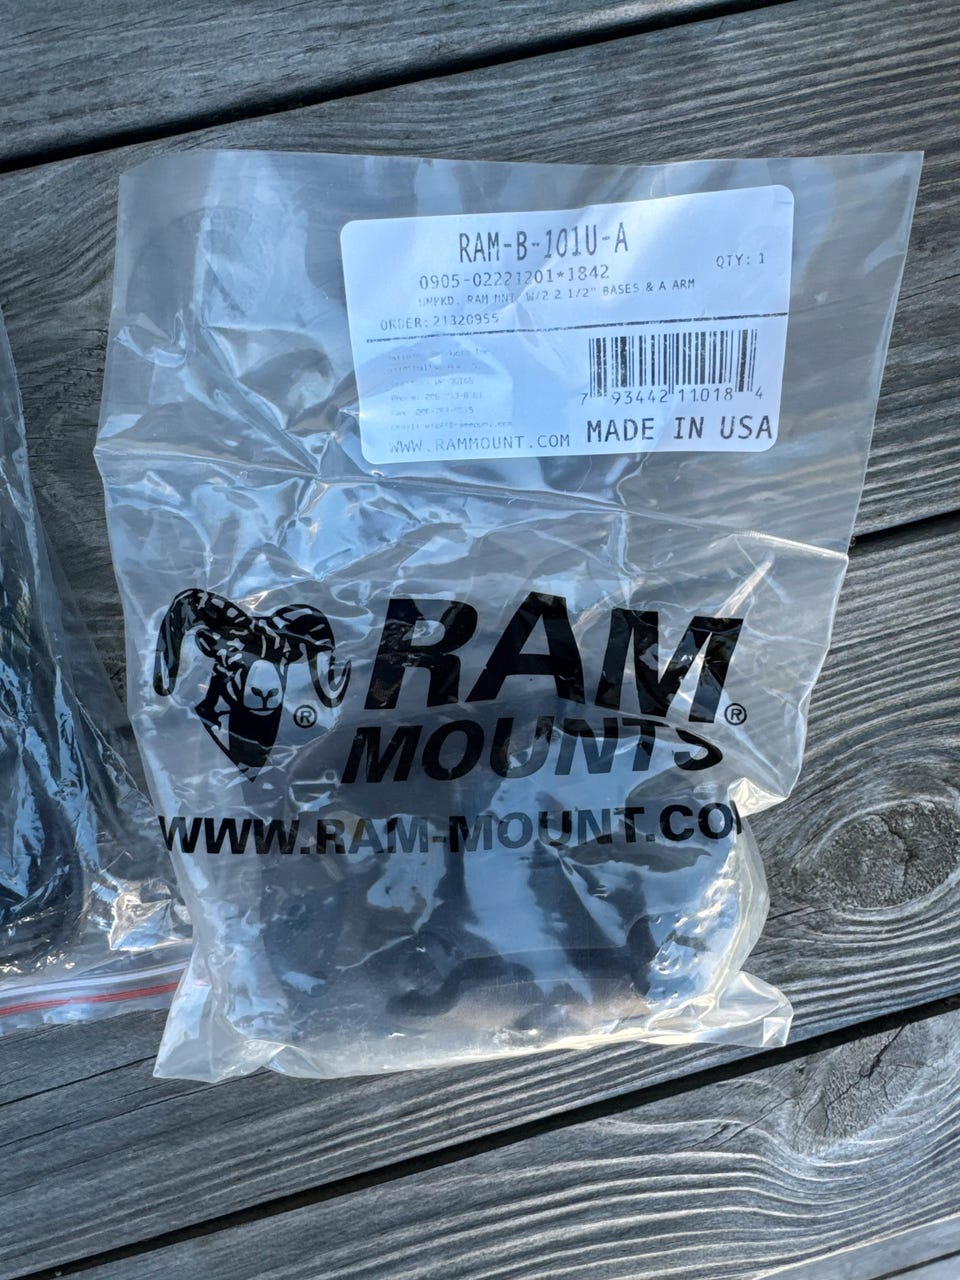 RAM-B-101U-A
QTY: 1
0905-02221201*1842
UNPKD. RAM MNT W/2 2 1/2" BASES & A ARM
ORDER: 21320955
7 93442 11018 4
WWW.RAMMOUNT.COM
MADE IN USA
RAM®
MOUNTS
®
WWW.RAM-MOUNT.CO